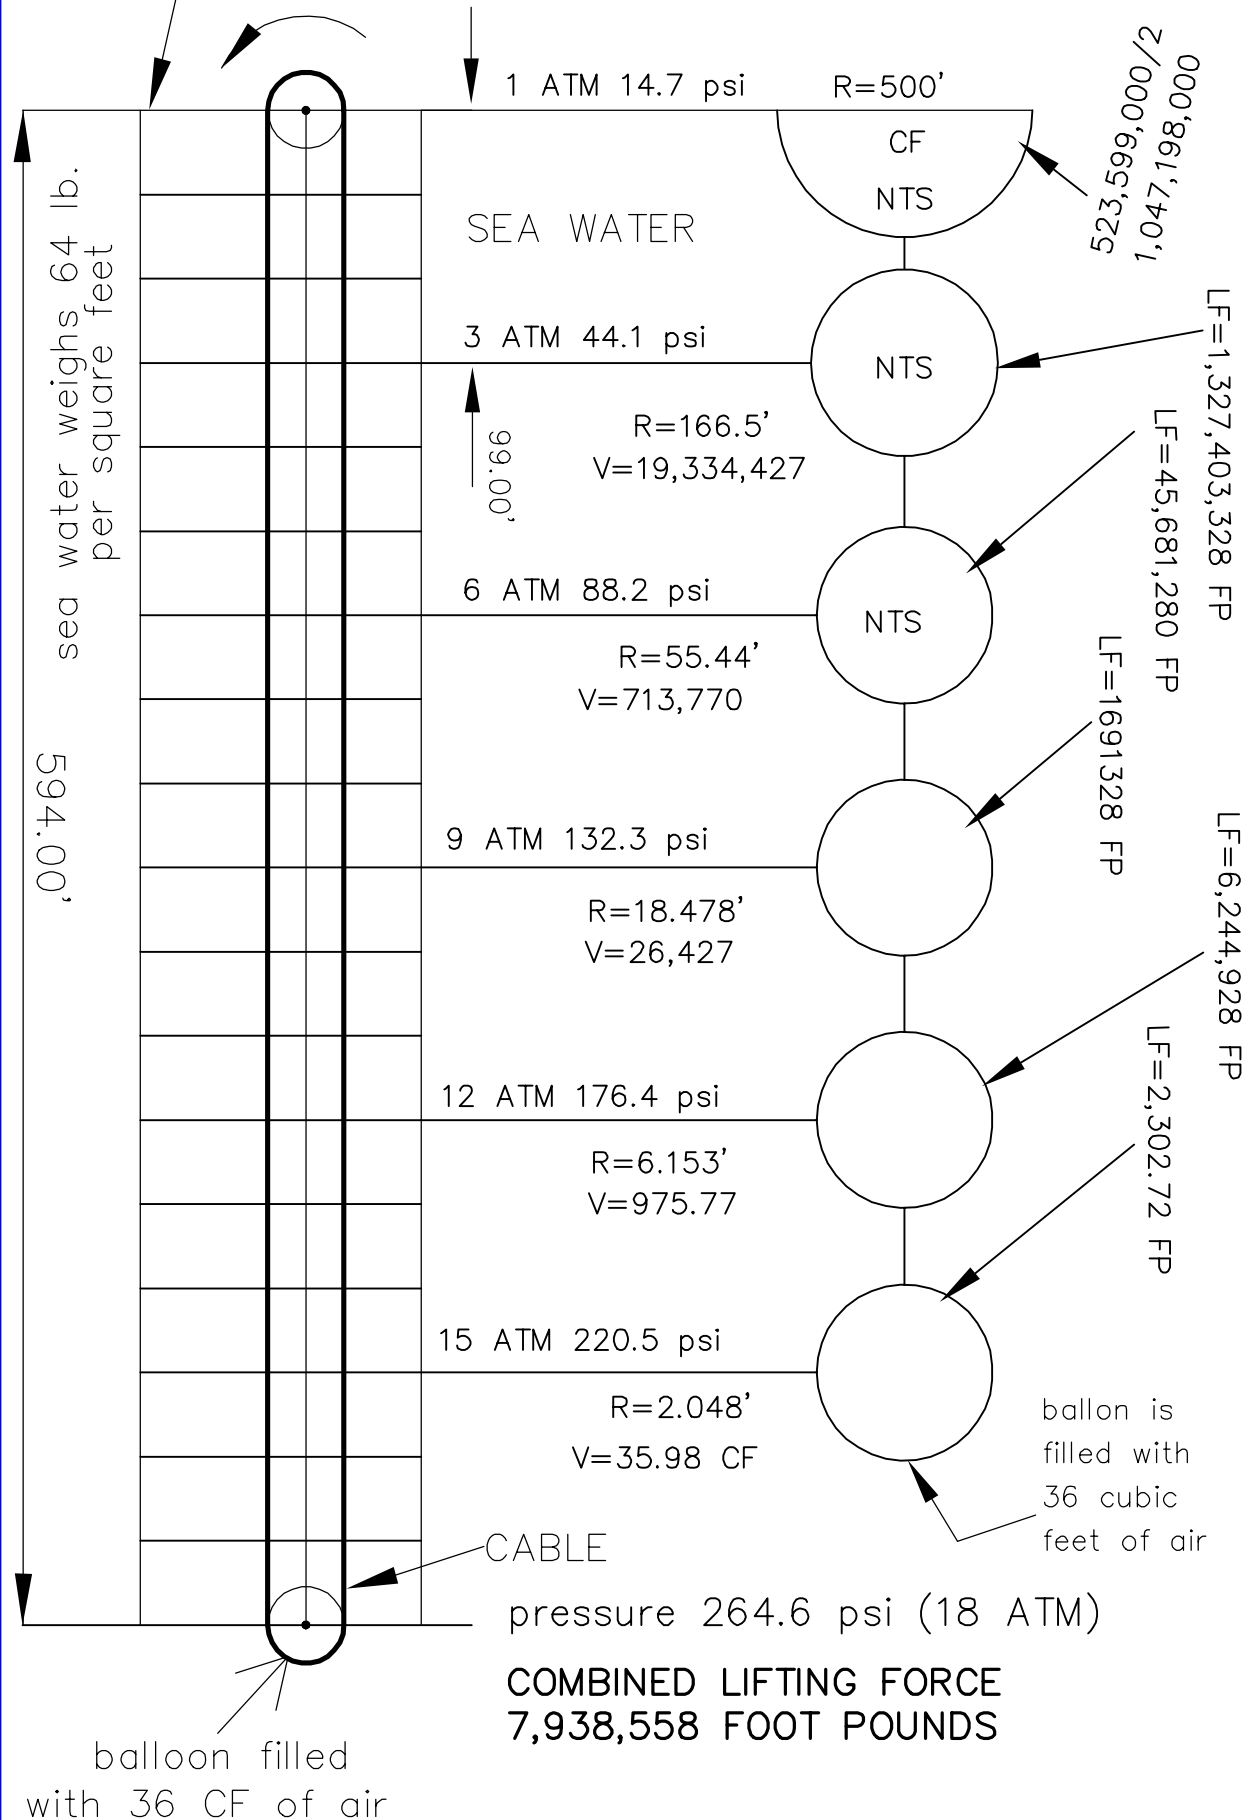 1 ATM 14.7 psi
R=500'
CF
NTS
523,599,000/2
1,047,198,000
sea water weighs 64 lb.
per square feet
SEA WATER
3 ATM 44.1 psi
NTS
LF=1,327,403,328 FP
R=166.5'
V=19,334,427
99.00'
LF=45,681,280 FP
6 ATM 88.2 psi
NTS
R=55.44'
V=713,770
LF=1691328 FP
594.00'
9 ATM 132.3 psi
R=18.478'
V=26,427
LF=6,244,928 FP
12 ATM 176.4 psi
R=6.153'
V=975.77
LF=2,302.72 FP
15 ATM 220.5 psi
R=2.048'
V=35.98 CF
ballon is
filled with
36 cubic
feet of air
CABLE
pressure 264.6 psi (18 ATM)
COMBINED LIFTING FORCE
7,938,558 FOOT POUNDS
balloon filled
with 36 CF of air